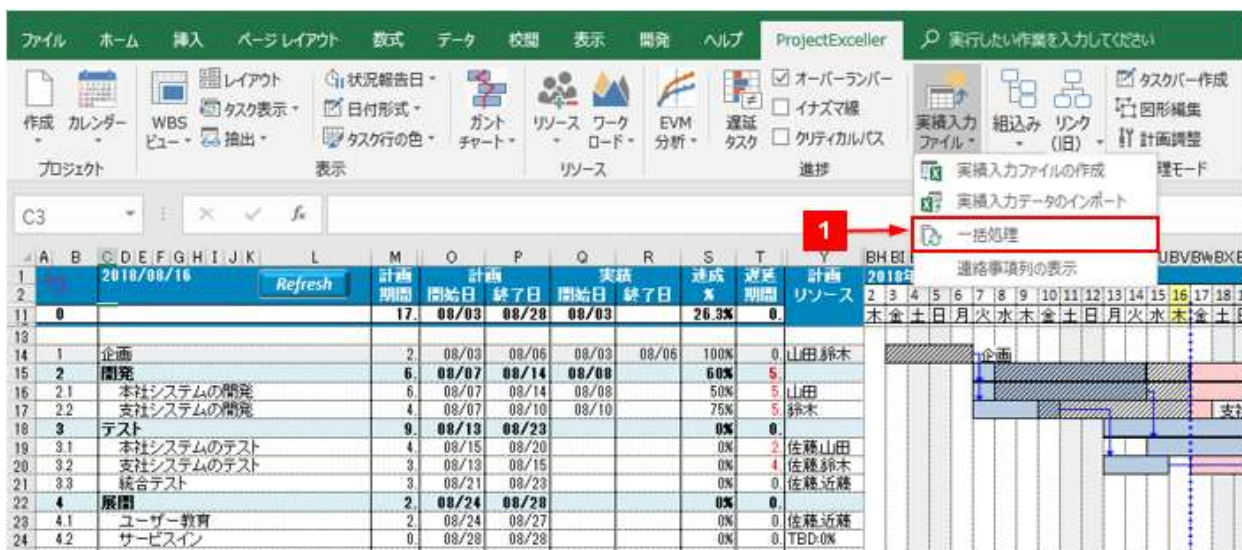 ファイル ホーム 挿入 ページレイアウト 数式 データ 校閲 表示 開発 ヘルプ ProjectExceller 実行したい作業を入力してください
レイアウト 状況報告日 オーバーランバー タスクバー作成
タスク表示 日付形式 イナズマ線 図形編集
抽出 タスク行の色 クリティカルパス 計画調整
作成 カレンダー WBS ビュー ガント チャート リソース ワーク ロード EVM 分析 遅延 タスク 実績入力 ファイル 組込み リンク (旧)
プロジェクト 表示 リソース 進捗 理モード
実績入力ファイルの作成
実績入力データのインポート
1 一括処理
連絡事項列の表示
C3 fx
A B C D E F G H I J K L M O P Q R S T Y BH BI UBVBWBXB
1 2018/08/16 Refresh 計画 計画 実績 達成 遅延 計画 2018年
2 期間 開始日 終了日 開始日 終了日 % 期間 リソース 2 3 4 5 6 7 8 9 10 11 12 13 14 15 16 17 18
11 0 17. 08/03 08/28 08/03 26.3% 0. 木 金 土 日 月 火 水 木 金 土 日 月 火 水 木 金 土
13
14 1 企画 2. 08/03 08/06 08/03 08/06 100% 0. 山田,鈴木 企画
15 2 開発 6. 08/07 08/14 08/08 60% 5.
16 2.1 本社システムの開発 6. 08/07 08/14 08/08 50% 5. 山田
17 2.2 支社システムの開発 4. 08/07 08/10 08/10 75% 5. 鈴木 支社
18 3 テスト 9. 08/13 08/23 0% 0.
19 3.1 本社システムのテスト 4. 08/15 08/20 0% 2. 佐藤,山田
20 3.2 支社システムのテスト 3. 08/13 08/15 0% 4. 佐藤,鈴木
21 3.3 統合テスト 3. 08/21 08/23 0% 0. 佐藤,近藤
22 4 展開 2. 08/24 08/28 0% 0.
23 4.1 ユーザー教育 2. 08/24 08/27 0% 0. 佐藤,近藤
24 4.2 サービスイン 0. 08/28 08/28 0% 0. TBD:0%